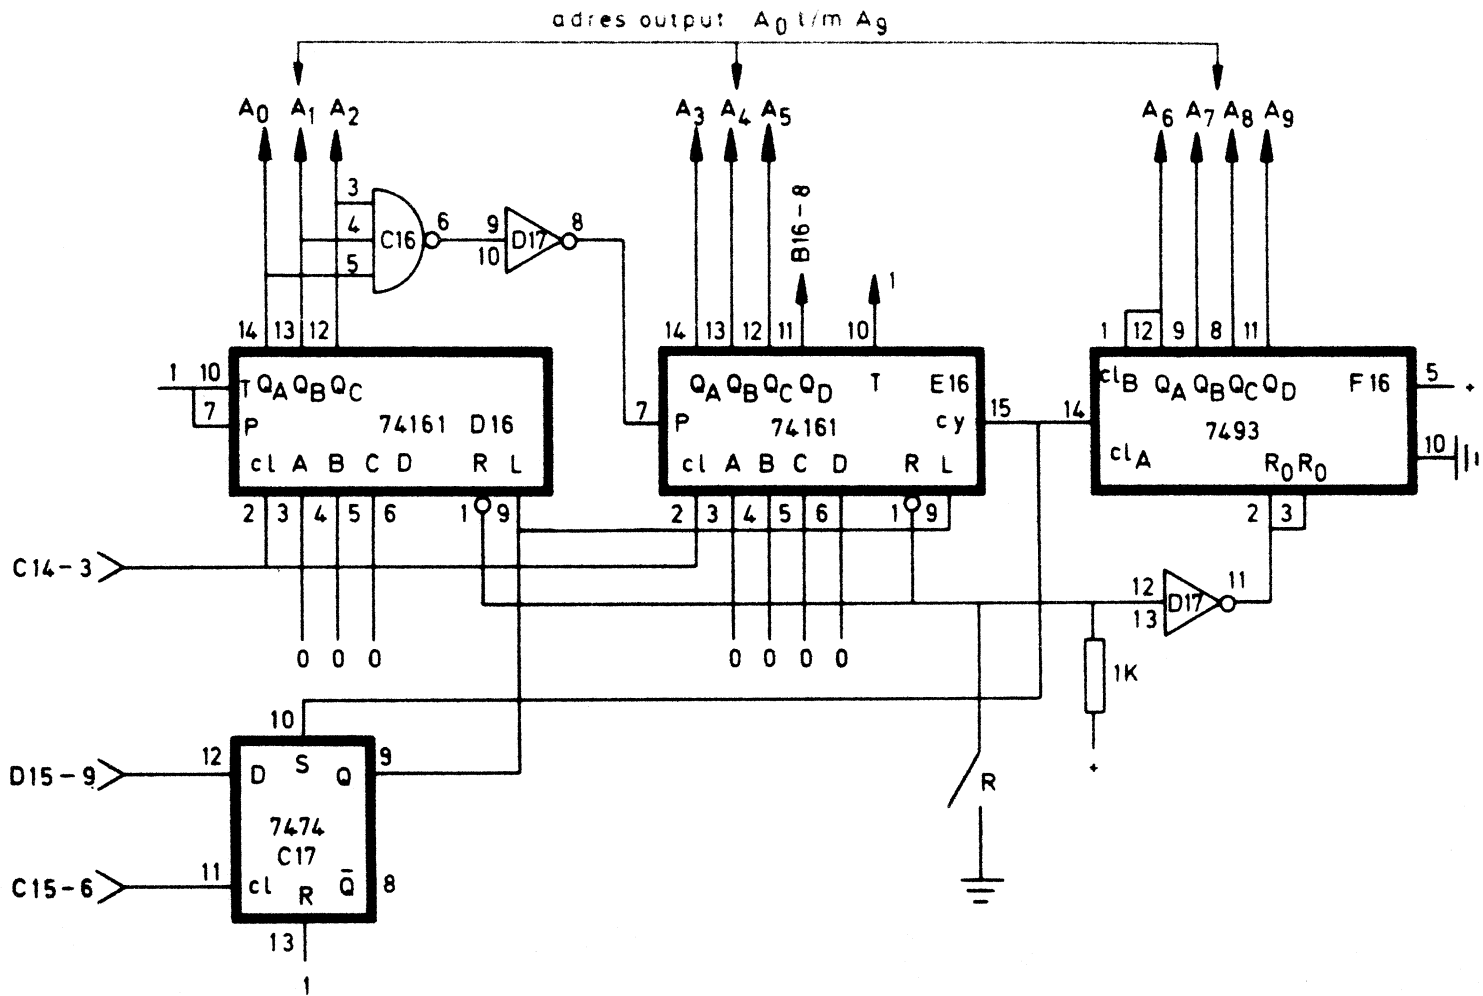 adres output A0 t/m A9
A0 A1 A2 A3 A4 A5 A6 A7 A8 A9
3
4
5
C16
6
9
10
D17
8
B16-8
1
14 13 12
14 13 12 11 10
1 12 9 8 11
1 10
7
T QA QB QC
P
74161 D16
cl A B C D R L
7
QA QB QC QD T E16
P
74161
cy
cl A B C D R L
15
14
clB QA QB QC QD F16
7493
clA
R0 R0
5 +
10
2 3 4 5 6 1 9
2 3 4 5 6 1 9
2 3
C14-3
0 0 0
0 0 0 0
12
13
D17
11
1K
+
R
10
D15-9
12
D S Q
9
7474
C17
C15-6
11
cl R Q̄
8
13
1